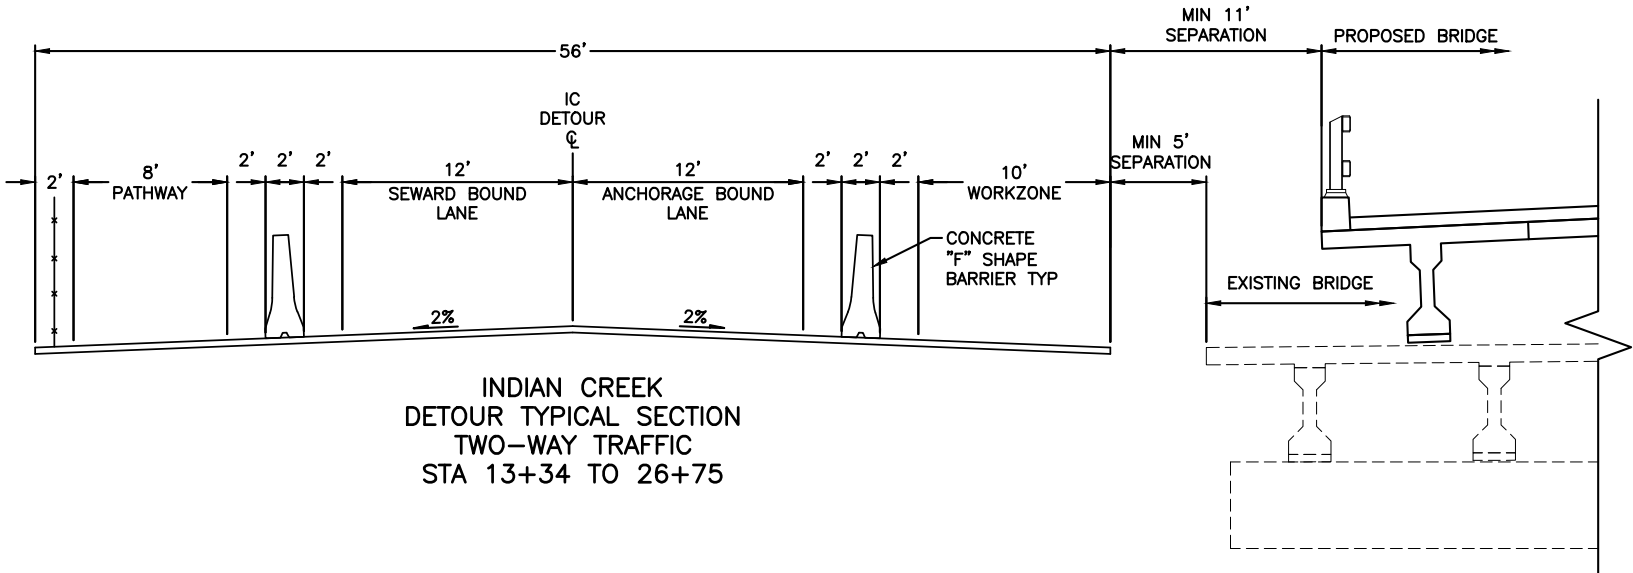 MIN 11'
SEPARATION
PROPOSED BRIDGE
56'
IC
DETOUR
℄
MIN 5'
SEPARATION
2'
8'
PATHWAY
2'
2'
2'
12'
SEWARD BOUND
LANE
12'
ANCHORAGE BOUND
LANE
2'
2'
2'
10'
WORKZONE
CONCRETE
"F" SHAPE
BARRIER TYP
EXISTING BRIDGE
2%
2%
INDIAN CREEK
DETOUR TYPICAL SECTION
TWO-WAY TRAFFIC
STA 13+34 TO 26+75